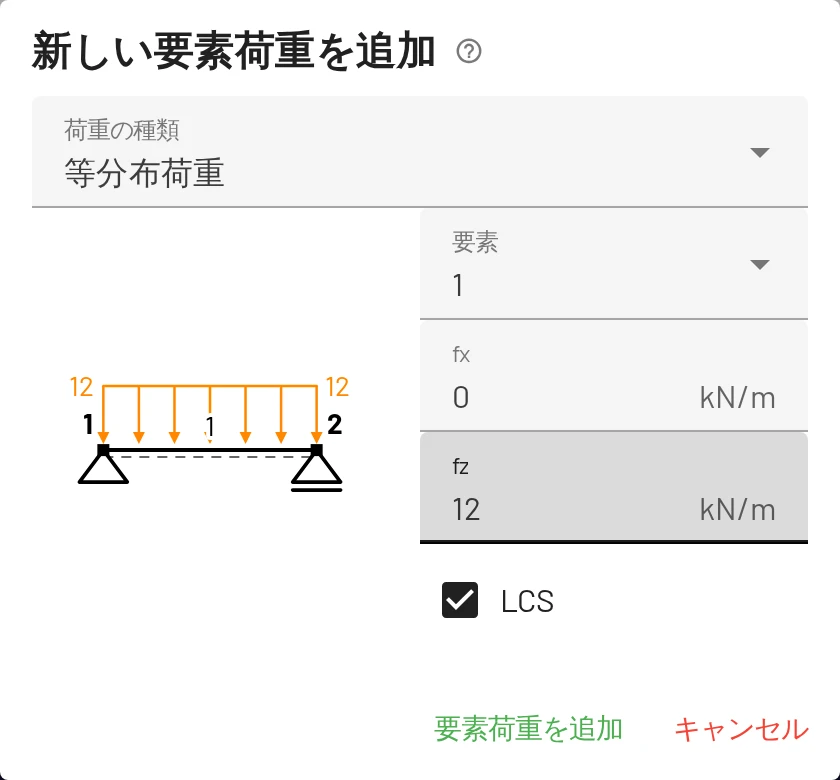 新しい要素荷重を追加
荷重の種類
等分布荷重
要素
1
fx
0 kN/m
fz
12 kN/m
LCS
12 12
1 1 2
要素荷重を追加 キャンセル